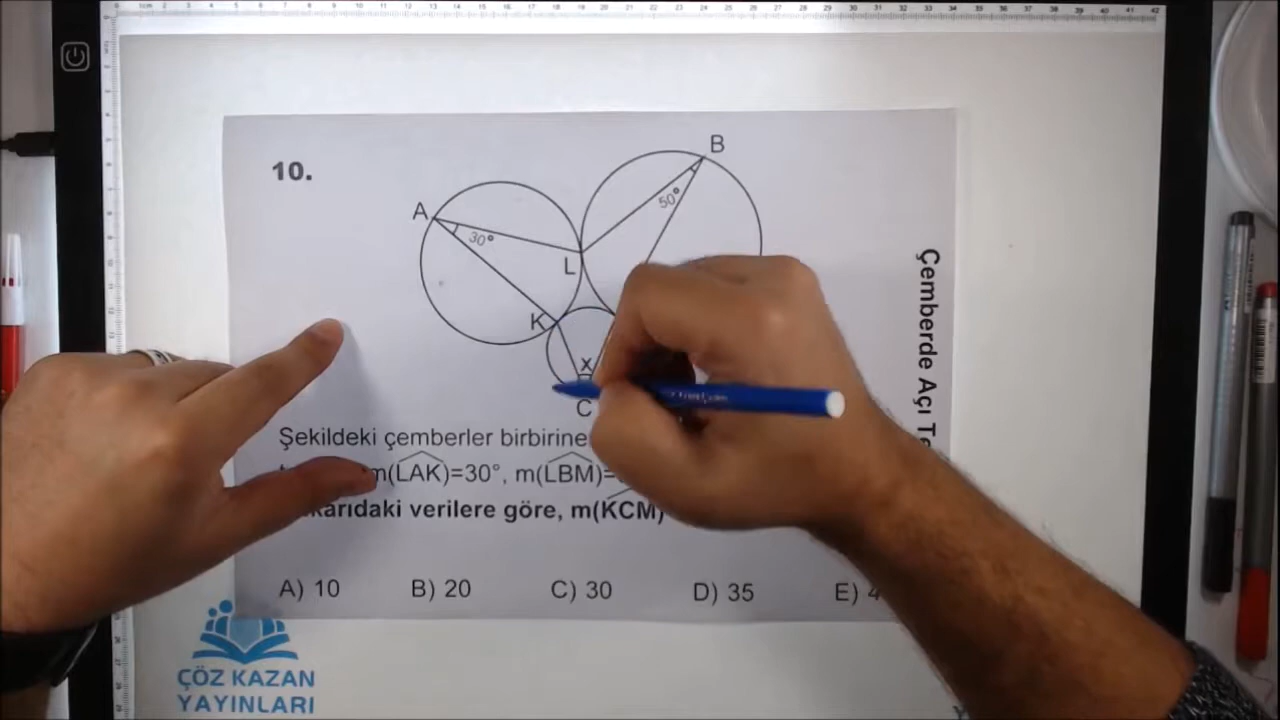 10.
A
B
30°
50°
L
K
x
C
Şekildeki çemberler birbirine
m(LAK)=30°, m(LBM)=
verilere göre, m(KCM)
A) 10 B) 20 C) 30 D) 35 E) 4
Çemberde Açı
ÇÖZ KAZAN
YAYINLARI